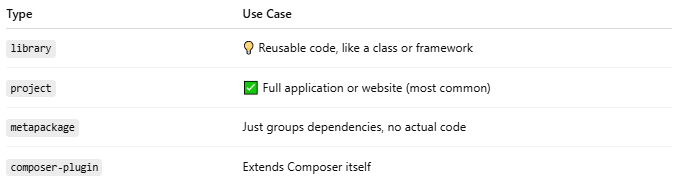 Type Use Case
library 💡 Reusable code, like a class or framework
project ✅ Full application or website (most common)
metapackage Just groups dependencies, no actual code
composer-plugin Extends Composer itself